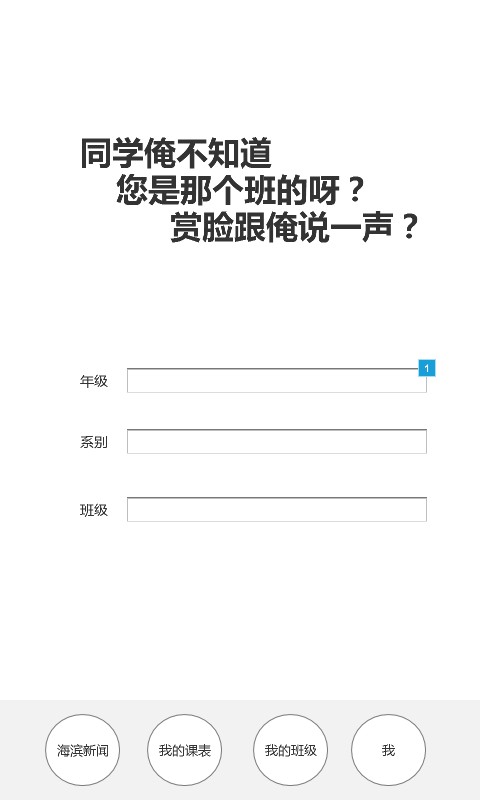 同学俺不知道
您是那个班的呀？
赏脸跟俺说一声？
1
年级
系别
班级
海滨新闻
我的课表
我的班级
我